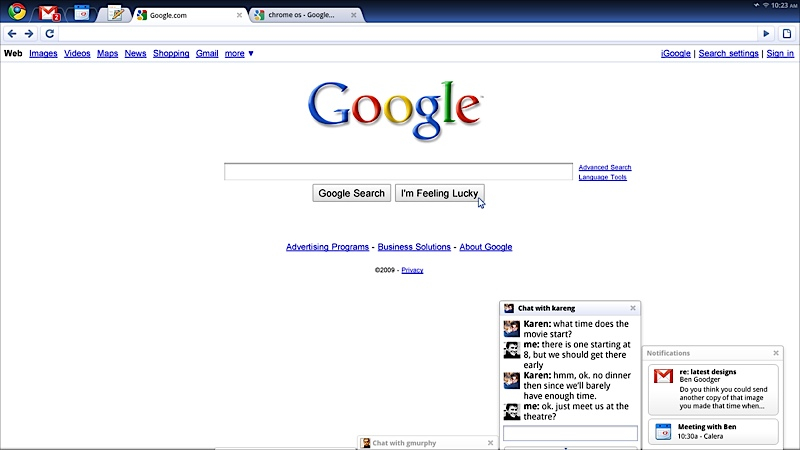 10:23 AM
2
Google.com
chrome os - Google...
Web Images Videos Maps News Shopping Gmail more ▼
iGoogle | Search settings | Sign in
Google™
Advanced Search
Language Tools
Google Search
I'm Feeling Lucky
Advertising Programs - Business Solutions - About Google
©2009 - Privacy
Chat with kareng
Karen: what time does the
movie start?
me: there is one starting at
8, but we should get there
early
Karen: hmm, ok. no dinner
then since we'll barely
have enough time.
me: ok. just meet us at the
theatre?
Notifications
re: latest designs
Ben Goodger
Do you think you could send
another copy of that image
you made that time when...
Meeting with Ben
10:30a - Calera
Chat with gmurphy